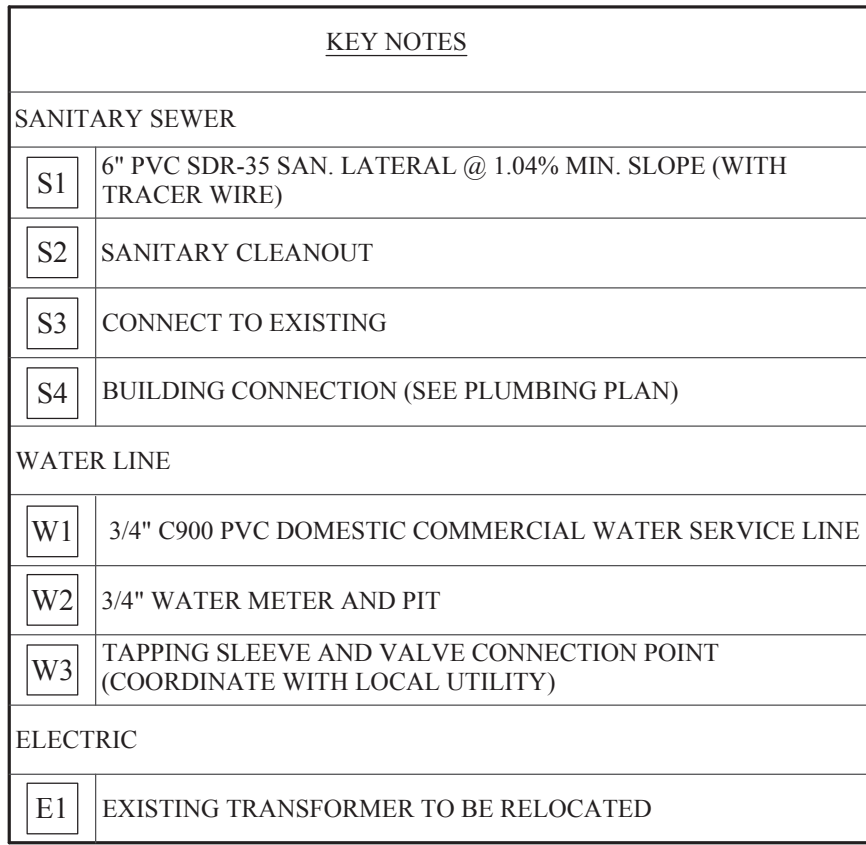 KEY NOTES
SANITARY SEWER
S1 6" PVC SDR-35 SAN. LATERAL @ 1.04% MIN. SLOPE (WITH
TRACER WIRE)
S2 SANITARY CLEANOUT
S3 CONNECT TO EXISTING
S4 BUILDING CONNECTION (SEE PLUMBING PLAN)
WATER LINE
W1 3/4" C900 PVC DOMESTIC COMMERCIAL WATER SERVICE LINE
W2 3/4" WATER METER AND PIT
W3 TAPPING SLEEVE AND VALVE CONNECTION POINT
(COORDINATE WITH LOCAL UTILITY)
ELECTRIC
E1 EXISTING TRANSFORMER TO BE RELOCATED